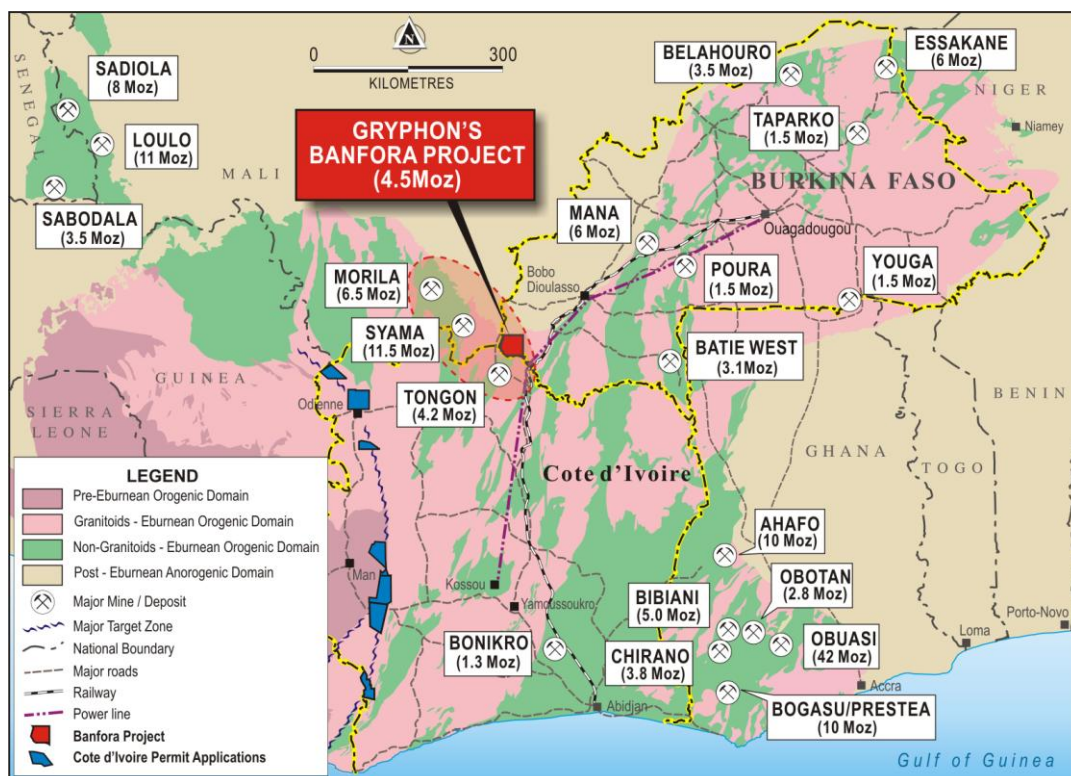 N
0 300
KILOMETRES
SENEGAL
SADIOLA
(8 Moz)
LOULO
(11 Moz)
SABODALA
(3.5 Moz)
MALI
GRYPHON'S
BANFORA PROJECT
(4.5Moz)
BELAHOURO
(3.5 Moz)
ESSAKANE
(6 Moz)
TAPARKO
(1.5 Moz)
NIGER
Niamey
BURKINA FASO
MANA
(6 Moz)
Ouagadougou
Bobo
Dioulasso
POURA
(1.5 Moz)
YOUGA
(1.5 Moz)
MORILA
(6.5 Moz)
SYAMA
(11.5 Moz)
TONGON
(4.2 Moz)
BATIE WEST
(3.1Moz)
GUINEA
Odienne
SIERRA
LEONE
BENIN
GHANA
TOGO
Cote d'Ivoire
LEGEND
Pre-Eburnean Orogenic Domain
Granitoids - Eburnean Orogenic Domain
Non-Granitoids - Eburnean Orogenic Domain
Post - Eburnean Anorogenic Domain
Major Mine / Deposit
Major Target Zone
National Boundary
Major roads
Railway
Power line
Banfora Project
Cote d'Ivoire Permit Applications
Man
Kossou
Yamoussoukro
BONIKRO
(1.3 Moz)
Abidjan
AHAFO
(10 Moz)
OBOTAN
(2.8 Moz)
BIBIANI
(5.0 Moz)
CHIRANO
(3.8 Moz)
OBUASI
(42 Moz)
BOGASU/PRESTEA
(10 Moz)
Accra
Loma
Porto-Novo
Gulf of Guinea